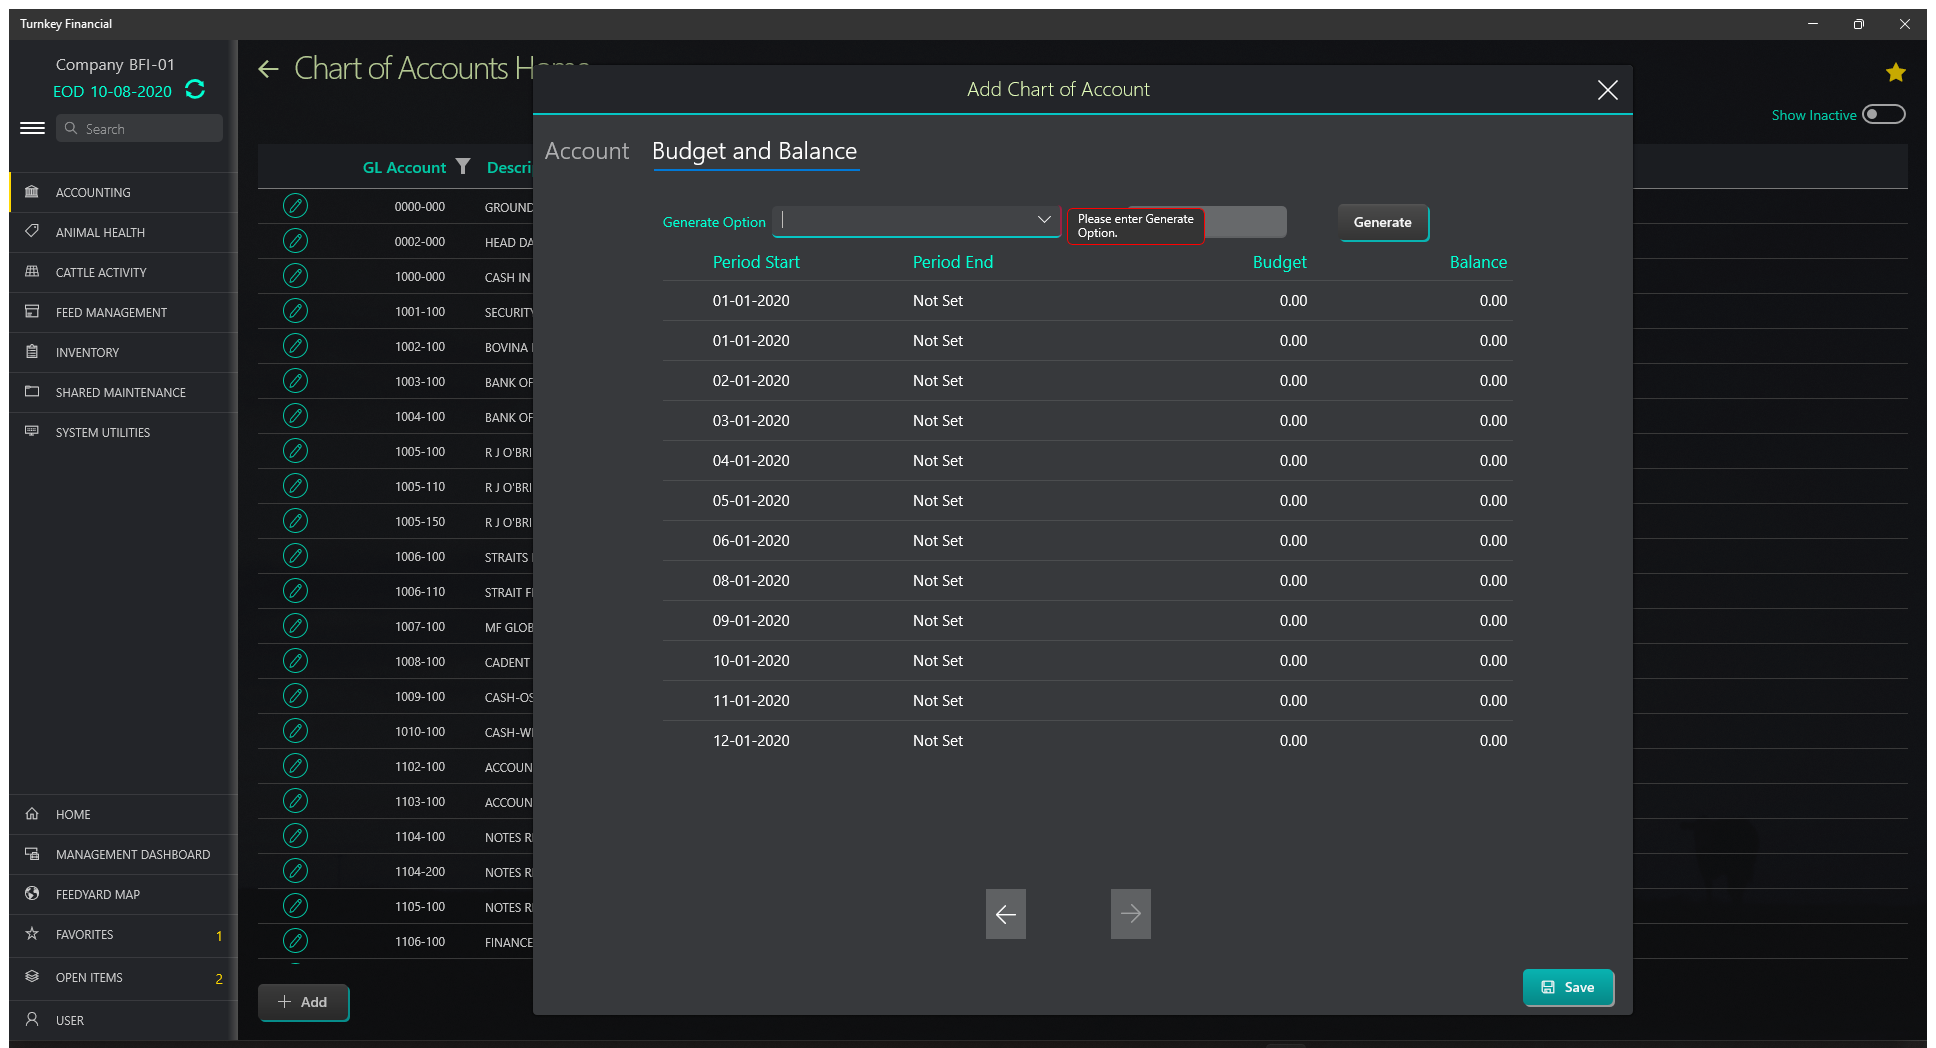 Turnkey Financial
Company BFI-01
EOD 10-08-2020
Search
ACCOUNTING
ANIMAL HEALTH
CATTLE ACTIVITY
FEED MANAGEMENT
INVENTORY
SHARED MAINTENANCE
SYSTEM UTILITIES
HOME
MANAGEMENT DASHBOARD
FEEDYARD MAP
FAVORITES 1
OPEN ITEMS 2
USER
Chart of Accounts Home
Show Inactive
GL Account Descri
0000-000 GROUND
0002-000 HEAD DA
1000-000 CASH IN
1001-100 SECURITY
1002-100 BOVINA
1003-100 BANK OF
1004-100 BANK OF
1005-100 R J O'BRI
1005-110 R J O'BRI
1005-150 R J O'BRI
1006-100 STRAITS
1006-110 STRAIT F
1007-100 MF GLOB
1008-100 CADENT
1009-100 CASH-OS
1010-100 CASH-WI
1102-100 ACCOUN
1103-100 ACCOUN
1104-100 NOTES R
1104-200 NOTES R
1105-100 NOTES R
1106-100 FINANCE
Add
Add Chart of Account
Account Budget and Balance
Generate Option
Please enter Generate
Option.
Generate
Period Start Period End Budget Balance
01-01-2020 Not Set 0.00 0.00
01-01-2020 Not Set 0.00 0.00
02-01-2020 Not Set 0.00 0.00
03-01-2020 Not Set 0.00 0.00
04-01-2020 Not Set 0.00 0.00
05-01-2020 Not Set 0.00 0.00
06-01-2020 Not Set 0.00 0.00
08-01-2020 Not Set 0.00 0.00
09-01-2020 Not Set 0.00 0.00
10-01-2020 Not Set 0.00 0.00
11-01-2020 Not Set 0.00 0.00
12-01-2020 Not Set 0.00 0.00
Save